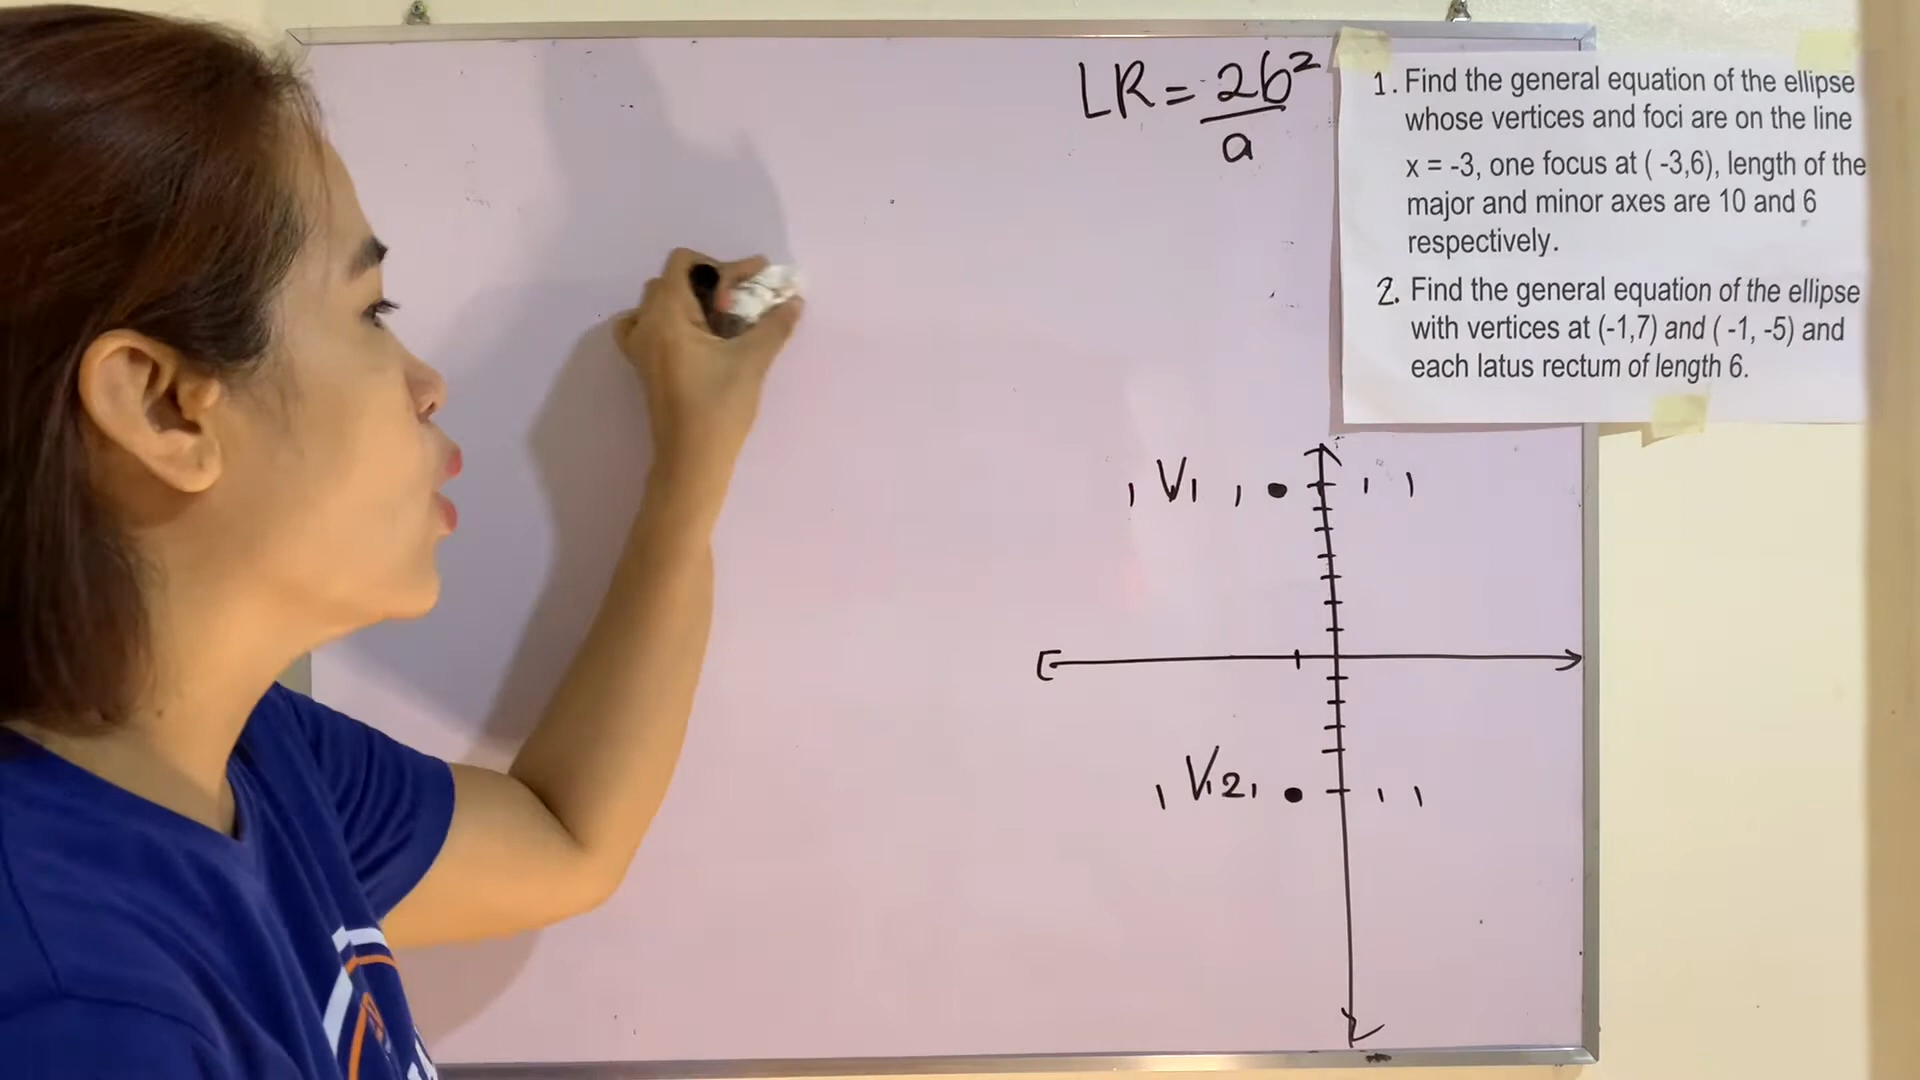 LR = 2b²
a
1. Find the general equation of the ellipse
whose vertices and foci are on the line
x = -3, one focus at ( -3,6), length of the
major and minor axes are 10 and 6
respectively.
2. Find the general equation of the ellipse
with vertices at (-1,7) and ( -1, -5) and
each latus rectum of length 6.
V1
V2